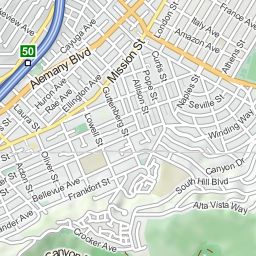 London St
France Ave
Italy Ave
Amazon Ave
Athens St
Cayuga Ave
50
Alemany Blvd
Mission St
Curtis St
Pope St
Allison St
Huron Ave
Ellington Ave
Rae Ave
Guttenberg St
Naples St
Seville St
Laura St
Lowell St
Winding Way
Oliver St
Acton St
Canyon Dr
Bellevue Ave
Frankfort St
South Hill Blvd
Alta Vista Way
Crocker Ave